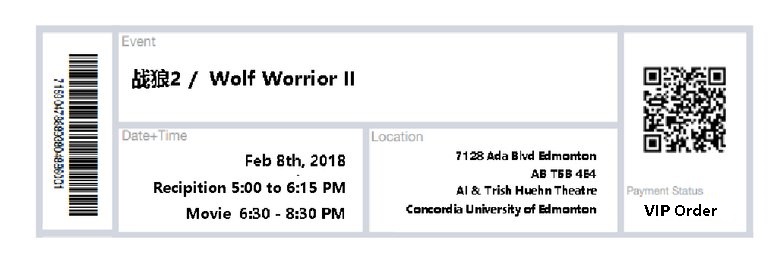 Event
战狼2 / Wolf Worrior II
Date+Time
Feb 8th, 2018
Recipition 5:00 to 6:15 PM
Movie 6:30 - 8:30 PM
Location
7128 Ada Blvd Edmonton
AB T5B 4E4
Al & Trish Huehn Theatre
Concordia University of Edmonton
Payment Status
VIP Order